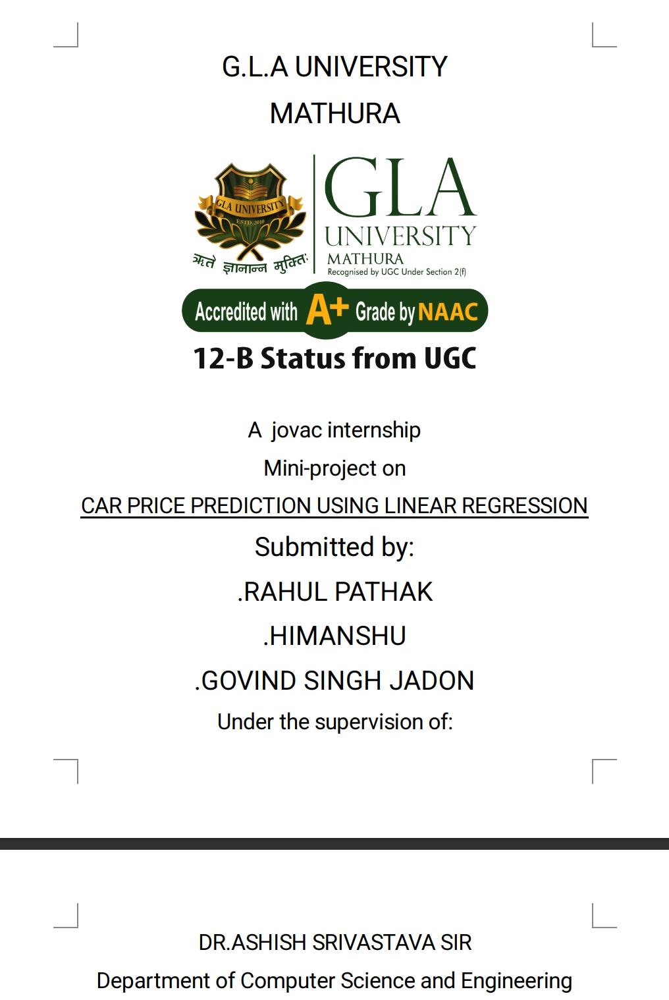 G.L.A UNIVERSITY
MATHURA
GLA UNIVERSITY
ESTD. 2010
ऋते ज्ञानान्न मुक्तिः
GLA
UNIVERSITY
MATHURA
Recognised by UGC Under Section 2(f)
Accredited with A+ Grade by NAAC
12-B Status from UGC
A jovac internship
Mini-project on
CAR PRICE PREDICTION USING LINEAR REGRESSION
Submitted by:
.RAHUL PATHAK
.HIMANSHU
.GOVIND SINGH JADON
Under the supervision of:
DR.ASHISH SRIVASTAVA SIR
Department of Computer Science and Engineering